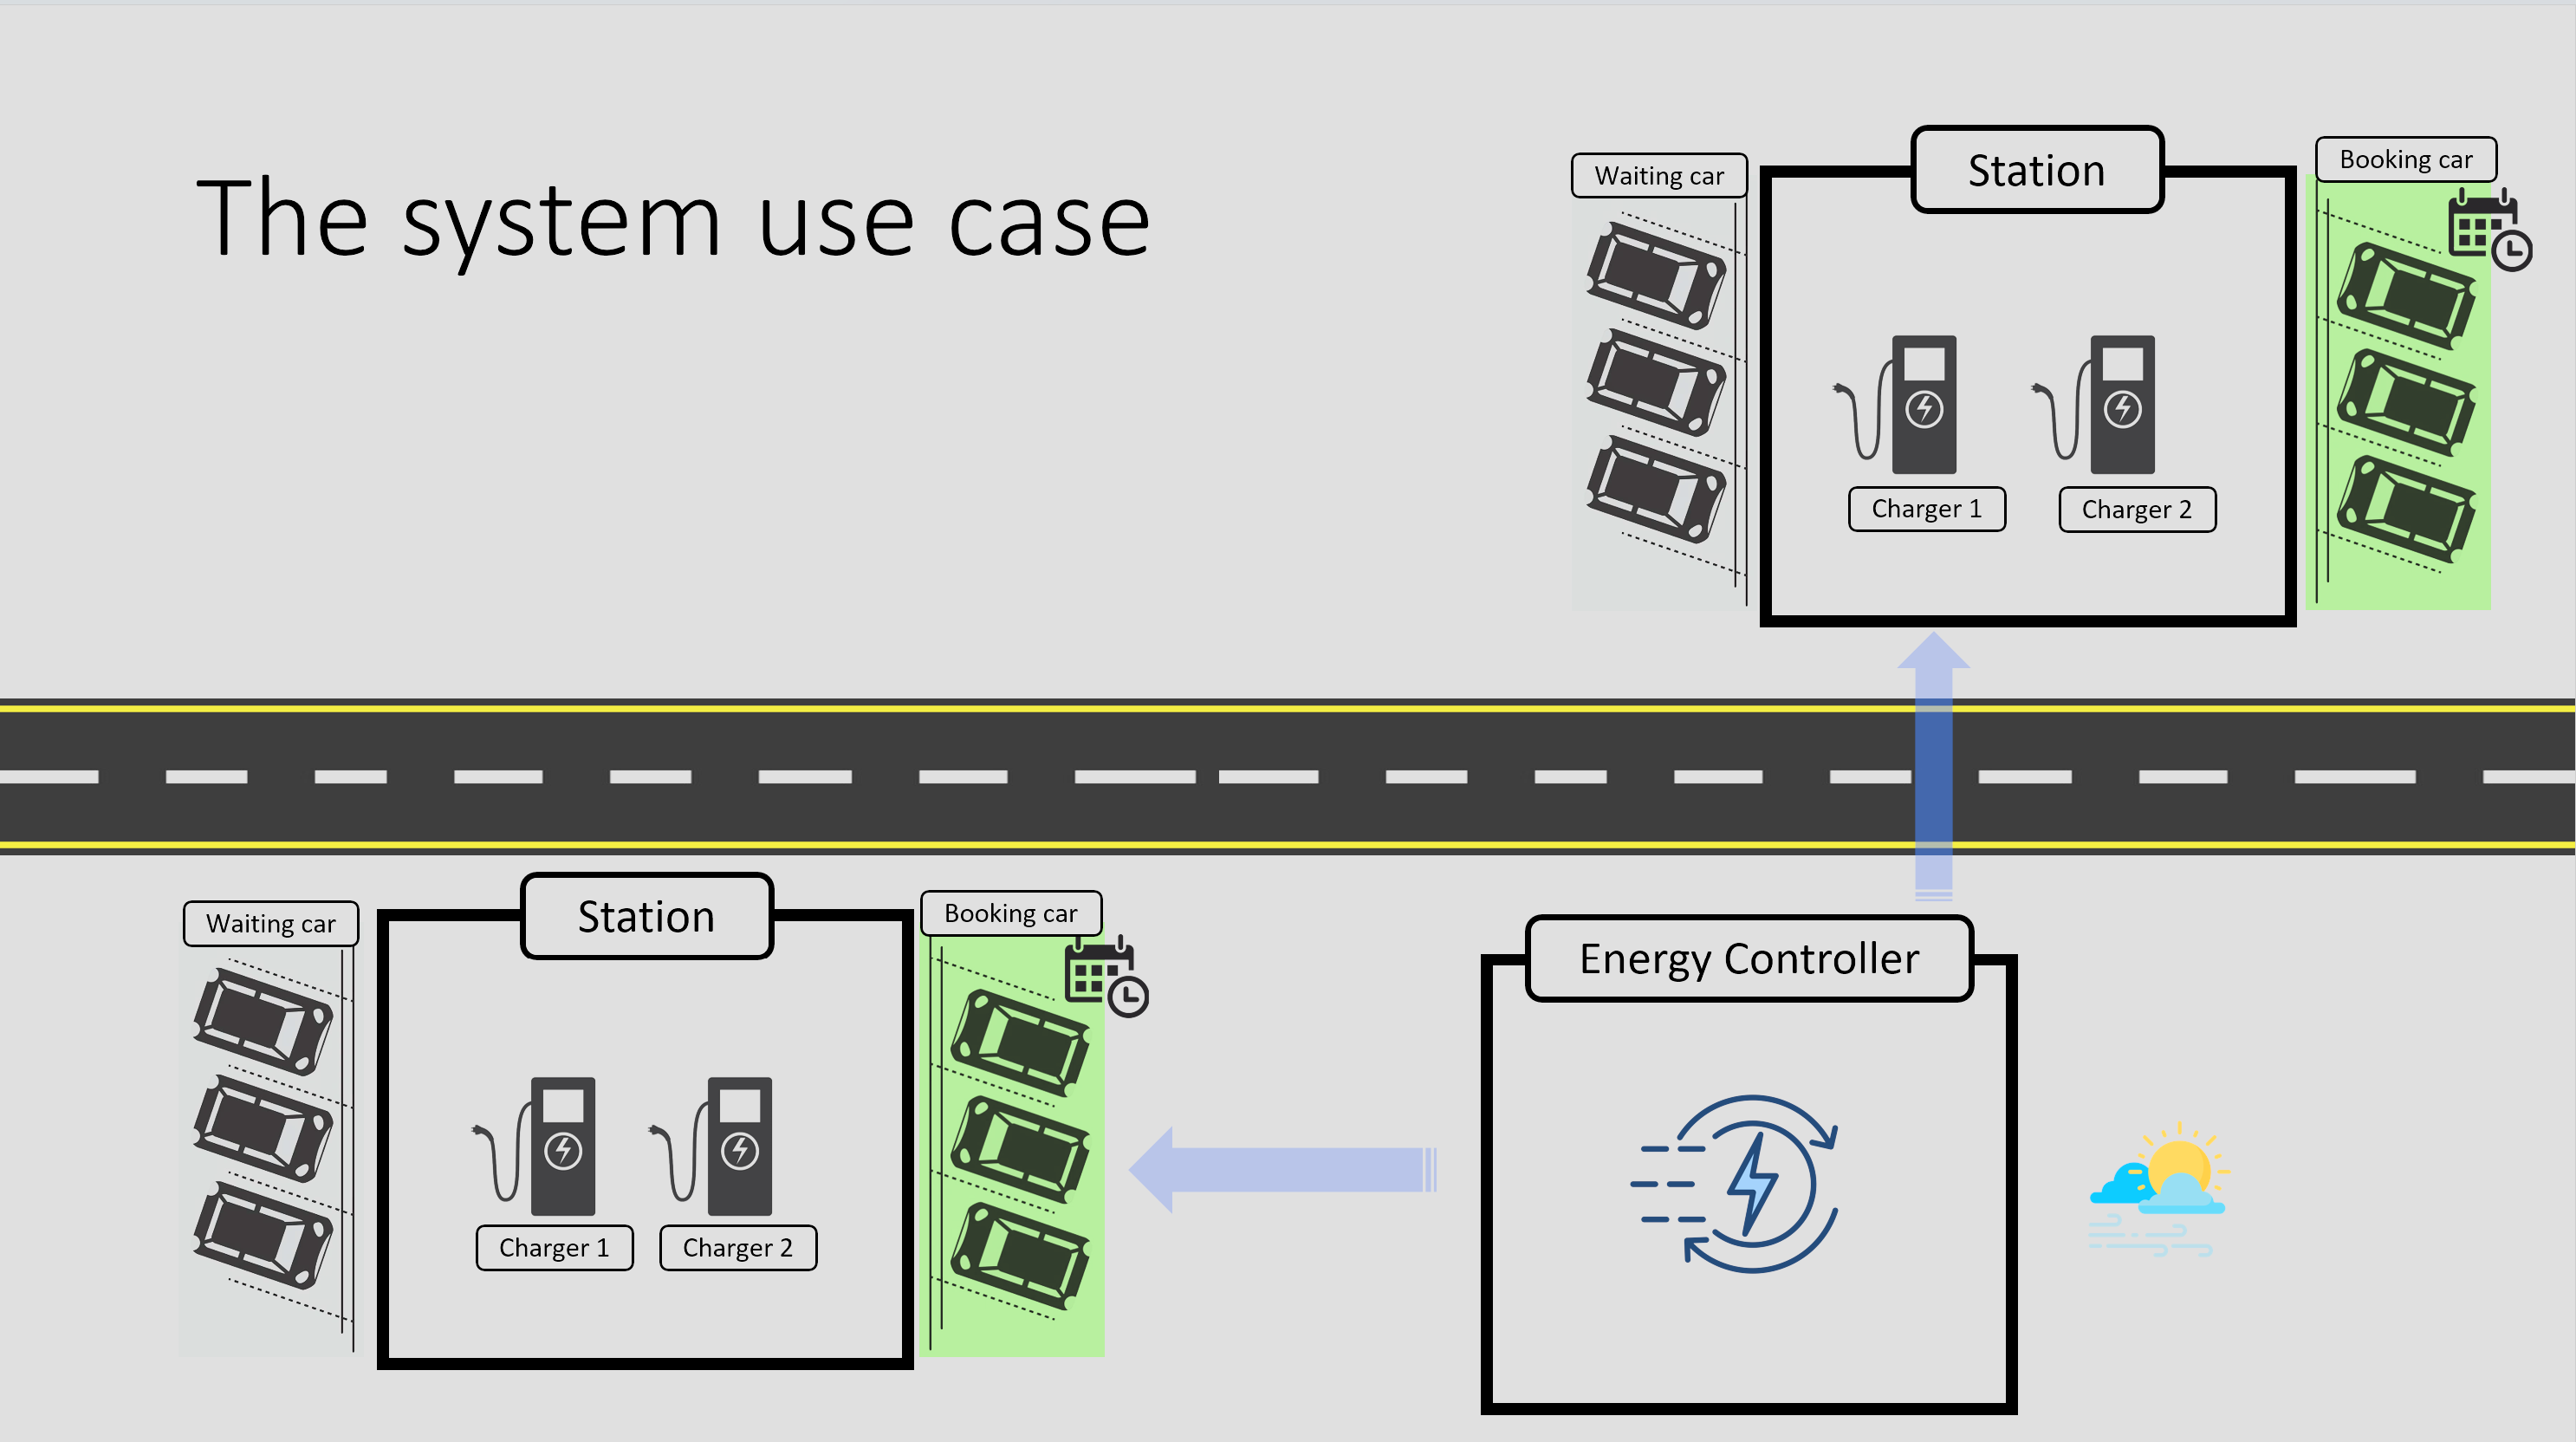 The system use case
Waiting car
Station
Booking car
Charger 1
Charger 2
Waiting car
Station
Booking car
Charger 1
Charger 2
Energy Controller